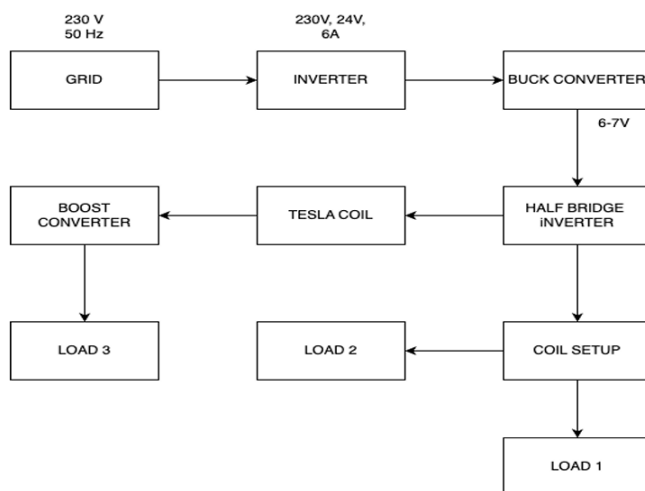 230 V
50 Hz
230V, 24V,
6A
GRID
INVERTER
BUCK CONVERTER
6-7V
BOOST
CONVERTER
TESLA COIL
HALF BRIDGE
iNVERTER
LOAD 3
LOAD 2
COIL SETUP
LOAD 1